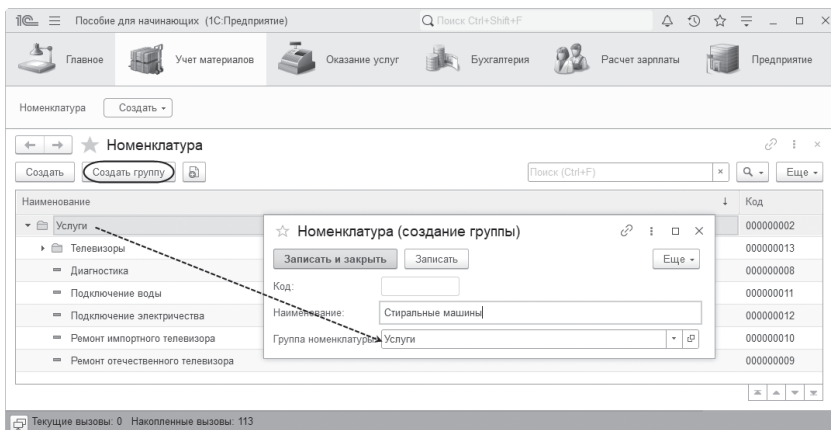 1С Пособие для начинающих (1С:Предприятие) Поиск Ctrl+Shift+F
Главное Учет материалов Оказание услуг Бухгалтерия Расчет зарплаты Предприятие
Номенклатура Создать
Номенклатура
Создать Создать группу Поиск (Ctrl+F) × Еще
Наименование ↓ Код
Услуги 000000002
Телевизоры 000000013
Диагностика 000000008
Подключение воды 000000011
Подключение электричества 000000012
Ремонт импортного телевизора 000000010
Ремонт отечественного телевизора 000000009
Номенклатура (создание группы)
Записать и закрыть Записать Еще
Код:
Наименование: Стиральные машины
Группа номенклатуры: Услуги
Текущие вызовы: 0 Накопленные вызовы: 113